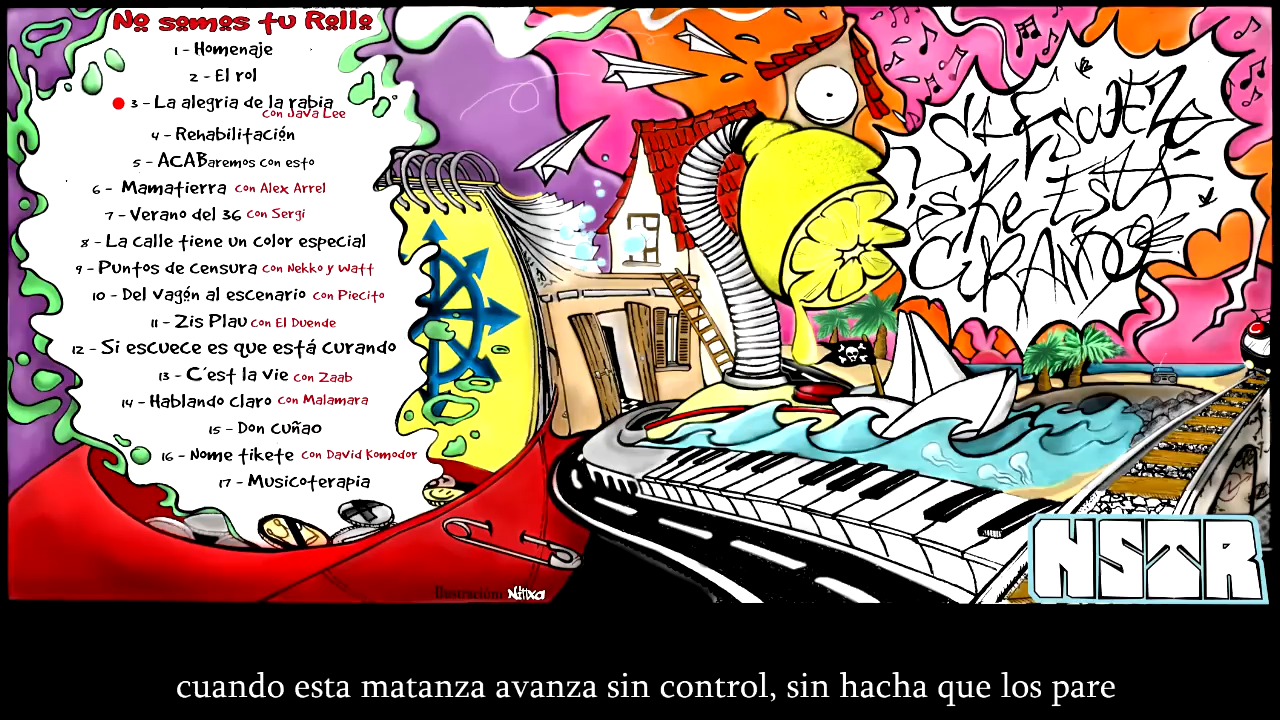 No somos tu Rollo
1 - Homenaje
2 - El rol
3 - La alegria de la rabia
con Java Lee
4 - Rehabilitación
5 - ACABaremos con esto
6 - Mamatierra con Alex Arrel
7 - Verano del 36 con Sergi
8 - La calle tiene un color especial
9 - Puntos de censura con Nekko y Watt
10 - Del vagón al escenario con Piecito
11 - Zis Plau con El Duende
12 - Si escuece es que está curando
13 - C'est la vie con Zaab
14 - Hablando claro con Malamara
15 - Don cuñao
16 - Nome tikete con David Komodor
17 - Musicoterapia
SI ESCUEZE
esKe ESTÁ
CURANDO
NSTR
Ilustración:
cuando esta matanza avanza sin control, sin hacha que los pare